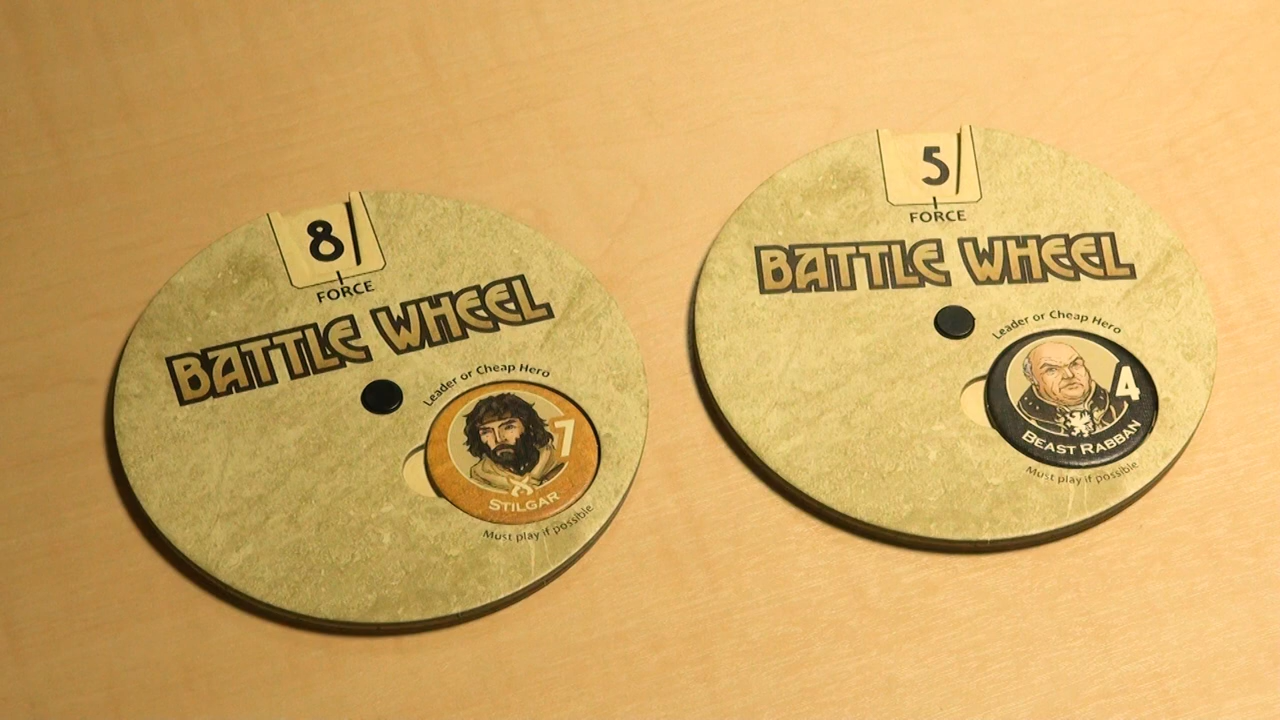 8
FORCE
BATTLE WHEEL
Leader or Cheap Hero
7
STILGAR
Must play if possible
5
FORCE
BATTLE WHEEL
Leader or Cheap Hero
4
BEAST RABBAN
Must play if possible